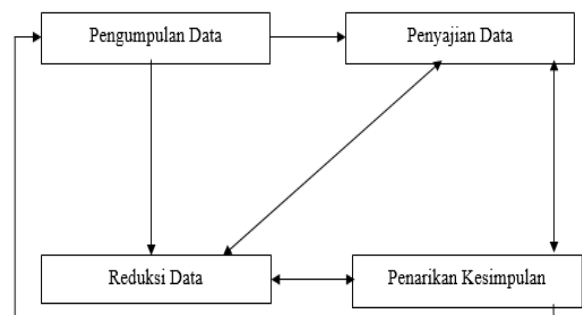 Pengumpulan Data
Penyajian Data
Reduksi Data
Penarikan Kesimpulan